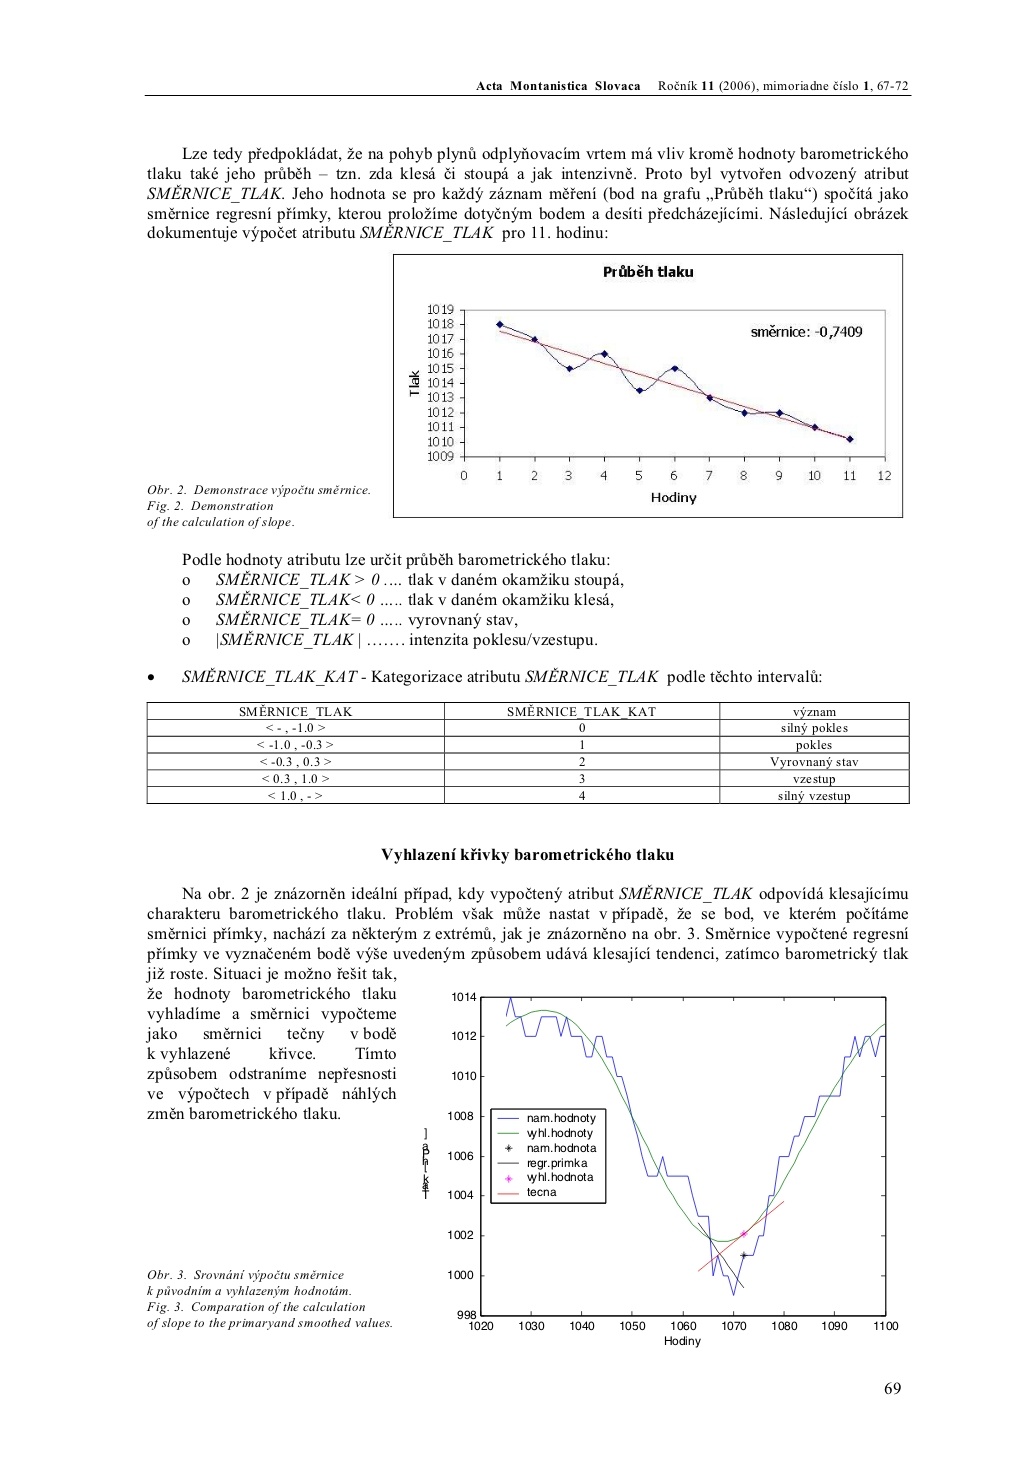 Acta Montanistica Slovaca Ročník 11 (2006), mimoriadne číslo 1, 67-72
Lze tedy předpokládat, že na pohyb plynů odplyňovacím vrtem má vliv kromě hodnoty barometrického
tlaku také jeho průběh – tzn. zda klesá či stoupá a jak intenzivně. Proto byl vytvořen odvozený atribut
SMĚRNICE_TLAK. Jeho hodnota se pro každý záznam měření (bod na grafu „Průběh tlaku“) spočítá jako
směrnice regresní přímky, kterou proložíme dotyčným bodem a desíti předcházejícími. Následující obrázek
dokumentuje výpočet atributu SMĚRNICE_TLAK pro 11. hodinu:
Průběh tlaku
směrnice: -0,7409
1019
1018
1017
1016
1015
1014
1013
1012
1011
1010
1009
Tlak
0 1 2 3 4 5 6 7 8 9 10 11 12
Hodiny
Obr. 2. Demonstrace výpočtu směrnice.
Fig. 2. Demonstration
of the calculation of slope.
Podle hodnoty atributu lze určit průběh barometrického tlaku:
o SMĚRNICE_TLAK > 0 .... tlak v daném okamžiku stoupá,
o SMĚRNICE_TLAK< 0 ..... tlak v daném okamžiku klesá,
o SMĚRNICE_TLAK= 0 ..... vyrovnaný stav,
o |SMĚRNICE_TLAK | ……. intenzita poklesu/vzestupu.
• SMĚRNICE_TLAK_KAT - Kategorizace atributu SMĚRNICE_TLAK podle těchto intervalů:
SMĚRNICE_TLAK SMĚRNICE_TLAK_KAT význam
< - , -1.0 > 0 silný pokles
< -1.0 , -0.3 > 1 pokles
< -0.3 , 0.3 > 2 Vyrovnaný stav
< 0.3 , 1.0 > 3 vzestup
< 1.0 , - > 4 silný vzestup
Vyhlazení křivky barometrického tlaku
Na obr. 2 je znázorněn ideální případ, kdy vypočtený atribut SMĚRNICE_TLAK odpovídá klesajícímu
charakteru barometrického tlaku. Problém však může nastat v případě, že se bod, ve kterém počítáme
směrnici přímky, nachází za některým z extrémů, jak je znázorněno na obr. 3. Směrnice vypočtené regresní
přímky ve vyznačeném bodě výše uvedeným způsobem udává klesající tendenci, zatímco barometrický tlak
již roste. Situaci je možno řešit tak,
že hodnoty barometrického tlaku
vyhladíme a směrnici vypočteme
jako směrnici tečny v bodě
k vyhlazené křivce. Tímto
způsobem odstraníme nepřesnosti
ve výpočtech v případě náhlých
změn barometrického tlaku.
1014
1012
1010
1008
1006
1004
1002
1000
998
nam.hodnoty
vyhl.hodnoty
nam.hodnota
regr.primka
vyhl.hodnota
tecna
1020 1030 1040 1050 1060 1070 1080 1090 1100
Hodiny
Obr. 3. Srovnání výpočtu směrnice
k původním a vyhlazeným hodnotám.
Fig. 3. Comparation of the calculation
of slope to the primaryand smoothed values.
69